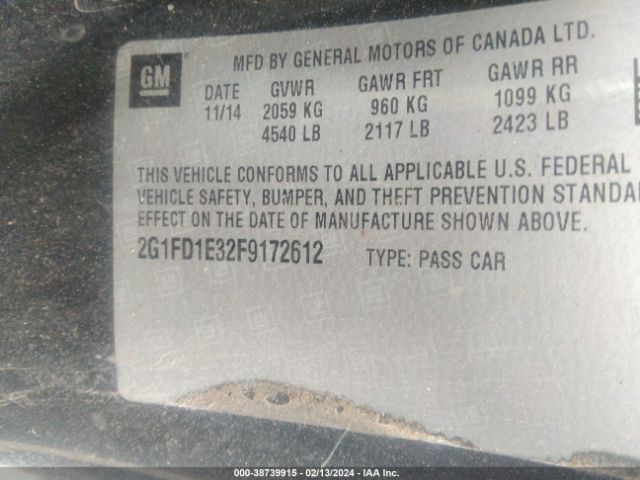 GM
MFD BY GENERAL MOTORS OF CANADA LTD.
DATE GVWR GAWR FRT GAWR RR
11/14 2059 KG 960 KG 1099 KG
4540 LB 2117 LB 2423 LB
THIS VEHICLE CONFORMS TO ALL APPLICABLE U.S. FEDERAL
VEHICLE SAFETY, BUMPER, AND THEFT PREVENTION STANDA
EFFECT ON THE DATE OF MANUFACTURE SHOWN ABOVE.
2G1FD1E32F9172612 TYPE: PASS CAR
000-38739915 - 02/13/2024 - IAA Inc.